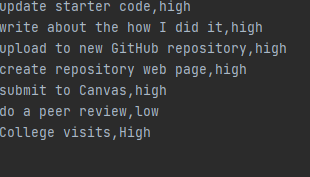 update starter code,high
write about the how I did it,high
upload to new GitHub repository,high
create repository web page,high
submit to Canvas,high
do a peer review,low
College visits,High